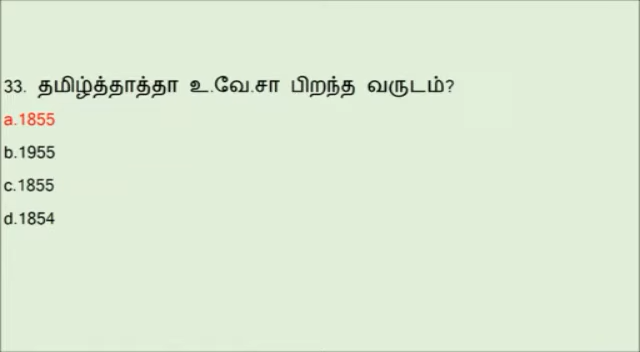 33. தமிழ்த்தாத்தா உ.வே.சா பிறந்த வருடம்?
a.1855
b.1955
c.1855
d.1854